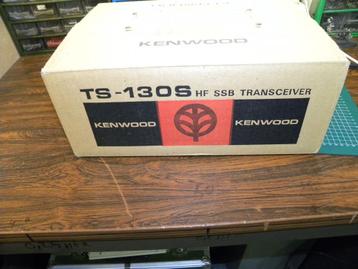 KENWOOD
TS-130S HF SSB TRANSCEIVER
KENWOOD KENWOOD